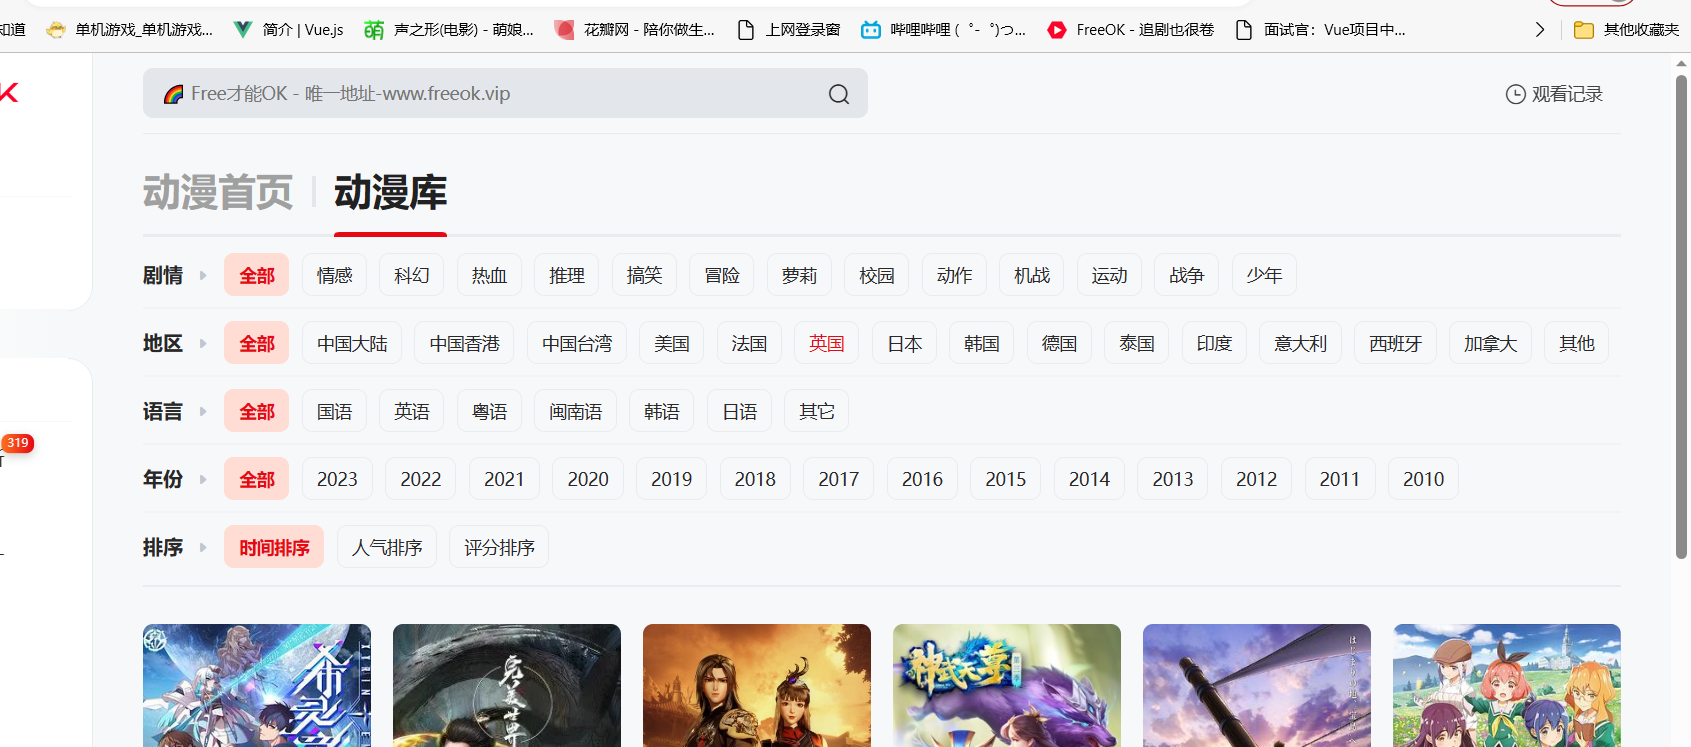 知道 单机游戏_单机游戏... 简介 | Vue.js 萌 声之形(电影) - 萌娘... 花瓣网 - 陪你做生... 上网登录窗 哔哩哔哩 (゜-゜)つ... FreeOK - 追剧也很卷 面试官：Vue项目中... 其他收藏夹
K
Free才能OK - 唯一地址-www.freeok.vip
观看记录
动漫首页 动漫库
剧情 全部 情感 科幻 热血 推理 搞笑 冒险 萝莉 校园 动作 机战 运动 战争 少年
地区 全部 中国大陆 中国香港 中国台湾 美国 法国 英国 日本 韩国 德国 泰国 印度 意大利 西班牙 加拿大 其他
语言 全部 国语 英语 粤语 闽南语 韩语 日语 其它
319
年份 全部 2023 2022 2021 2020 2019 2018 2017 2016 2015 2014 2013 2012 2011 2010
排序 时间排序 人气排序 评分排序
完美世界
神武天尊